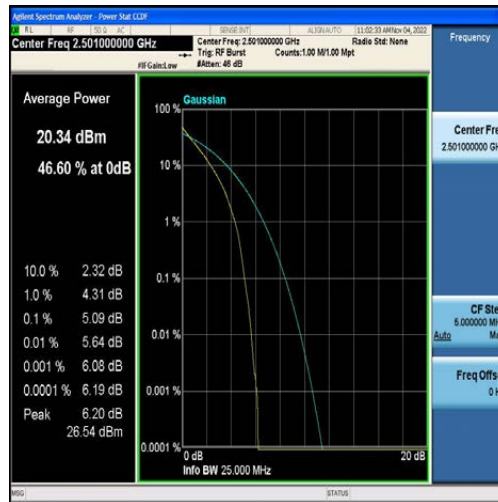 Agilent Spectrum Analyzer - Power Stat CCDF
RL RF 50 Ω AC SENSE:INT ALIGNAUTO 11:02:33 AM Nov 04, 2022
Center Freq 2.501000000 GHz
Center Freq: 2.501000000 GHz Radio Std: None
Trig: RF Burst Counts:1.00 M/1.00 Mpt
#IFGain:Low #Atten: 46 dB
Frequency
Average Power
20.34 dBm
46.60 % at 0dB
10.0 % 2.32 dB
1.0 % 4.31 dB
0.1 % 5.09 dB
0.01 % 5.64 dB
0.001 % 6.08 dB
0.0001 % 6.19 dB
Peak 6.20 dB
26.54 dBm
Gaussian
100 %
10 %
1 %
0.1 %
0.01 %
0.001 %
0.0001 %
0 dB 20 dB
Info BW 25.000 MHz
Center Fre
2.501000000 GH
CF Ste
5.000000 MH
Auto Ma
Freq Offs
0 H
MSG STATUS